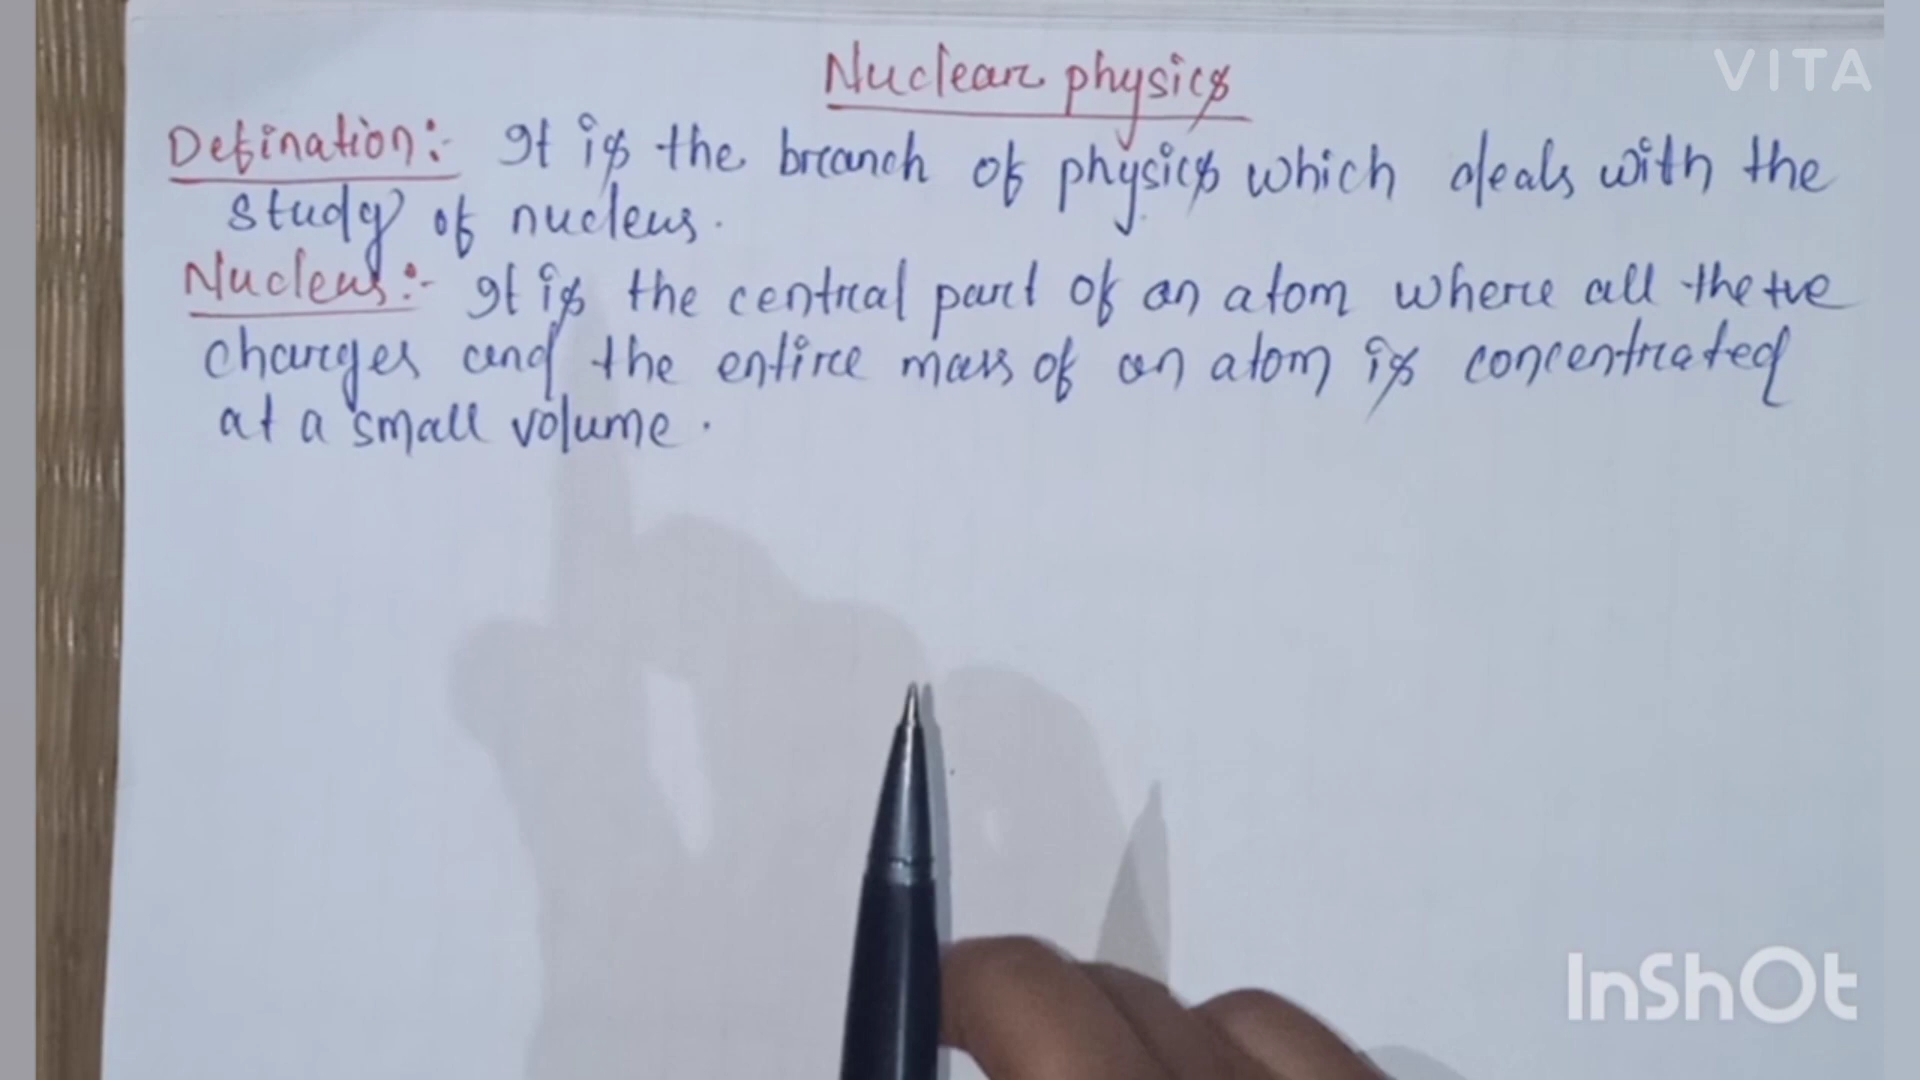 Nuclear physics
VITA
Defination:- It is the branch of physics which deals with the
study of nucleus.
Nucleus:- It is the central part of an atom where all the +ve
charges and the entire mass of an atom is concentrated
at a small volume.
InShOt